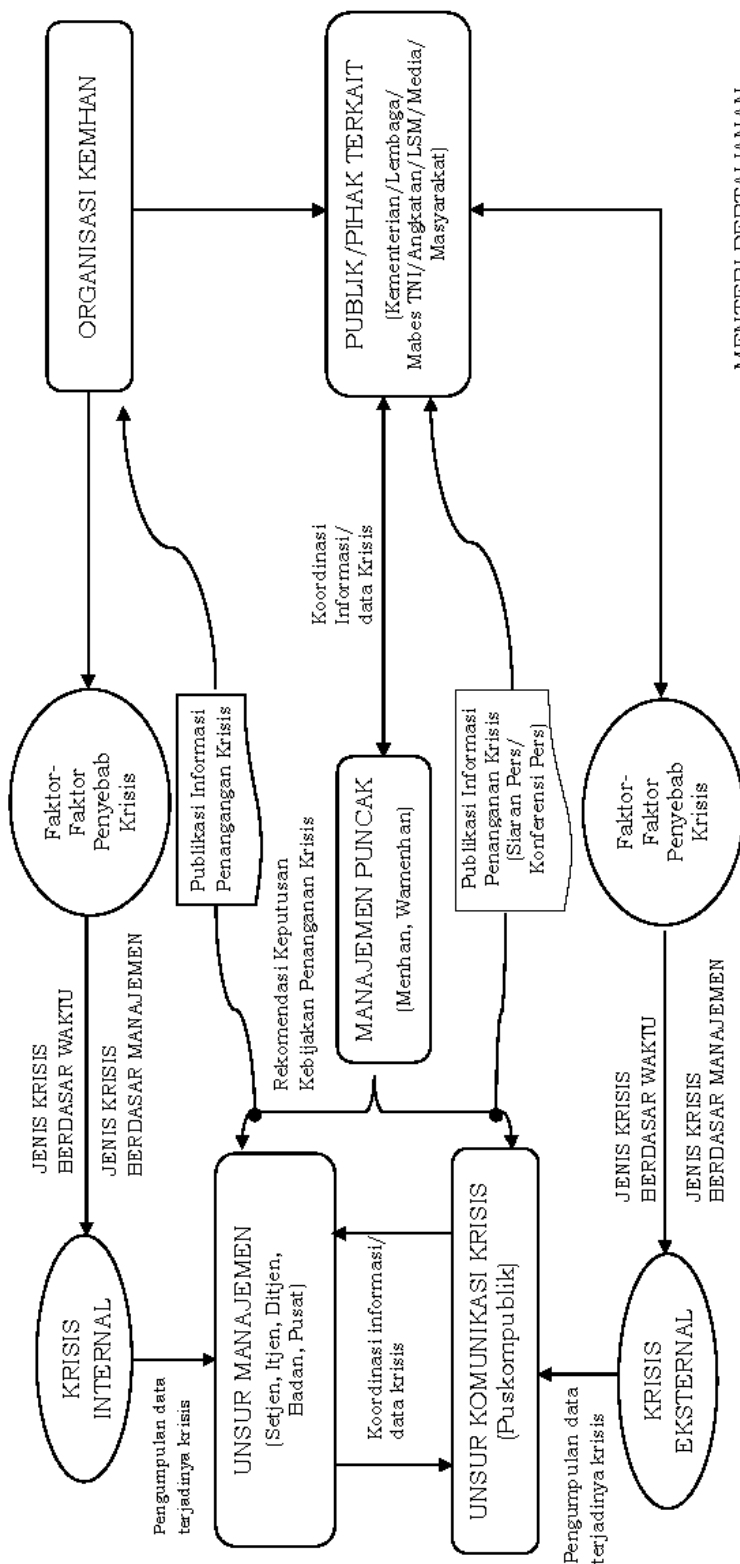 KRISIS
INTERNAL
JENIS KRISIS
BERDASAR WAKTU
JENIS KRISIS
BERDASAR MANAJEMEN
Faktor-
Faktor
Penyebab
Krisis
ORGANISASI KEMHAN
Pengumpulan data
terjadinya krisis
Publikasi Informasi
Penangangan Krisis
UNSUR MANAJEMEN
(Setjen, Itjen, Ditjen,
Badan, Pusat)
Rekomendasi Keputusan
Kebijakan Penanganan Krisis
Koordinasi
Informasi/
data Krisis
PUBLIK/PIHAK TERKAIT
(Kementerian/Lembaga/
Mabes TNI/Angkatan/LSM/Media/
Masyarakat)
MANAJEMEN PUNCAK
(Menhan, Wamenhan)
Koordinasi informasi/
data krisis
UNSUR KOMUNIKASI KRISIS
(Puskompublik)
Publikasi Informasi
Penanganan Krisis
(Siaran Pers/
Konferensi Pers)
Pengumpulan data
terjadinya krisis
KRISIS
EKSTERNAL
JENIS KRISIS
BERDASAR WAKTU
JENIS KRISIS
BERDASAR MANAJEMEN
Faktor-
Faktor
Penyebab
Krisis
MENTERI PERTAHANAN